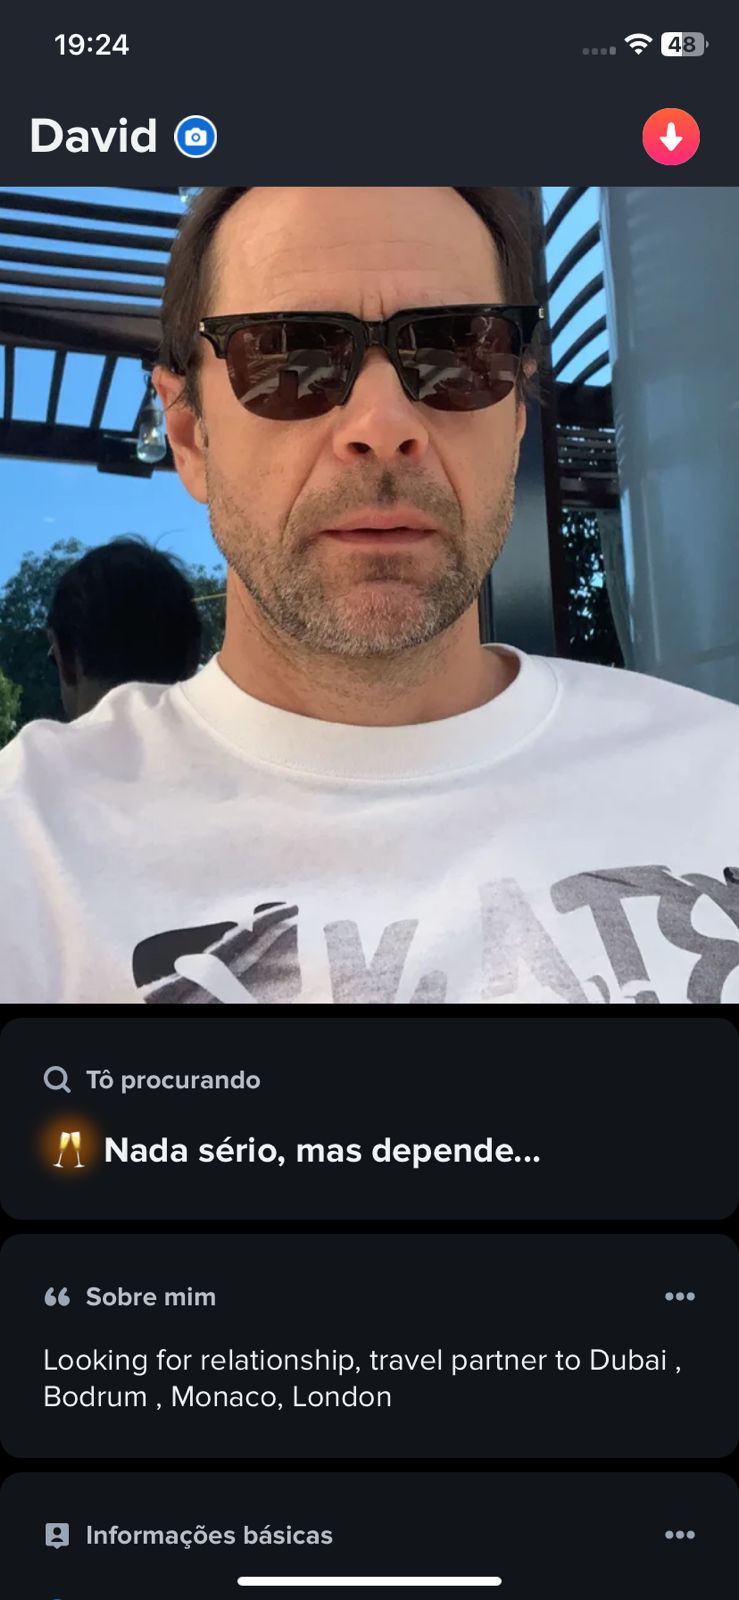 19:24
48
David
SKATE
Tô procurando
Nada sério, mas depende...
Sobre mim
Looking for relationship, travel partner to Dubai ,
Bodrum , Monaco, London
Informações básicas